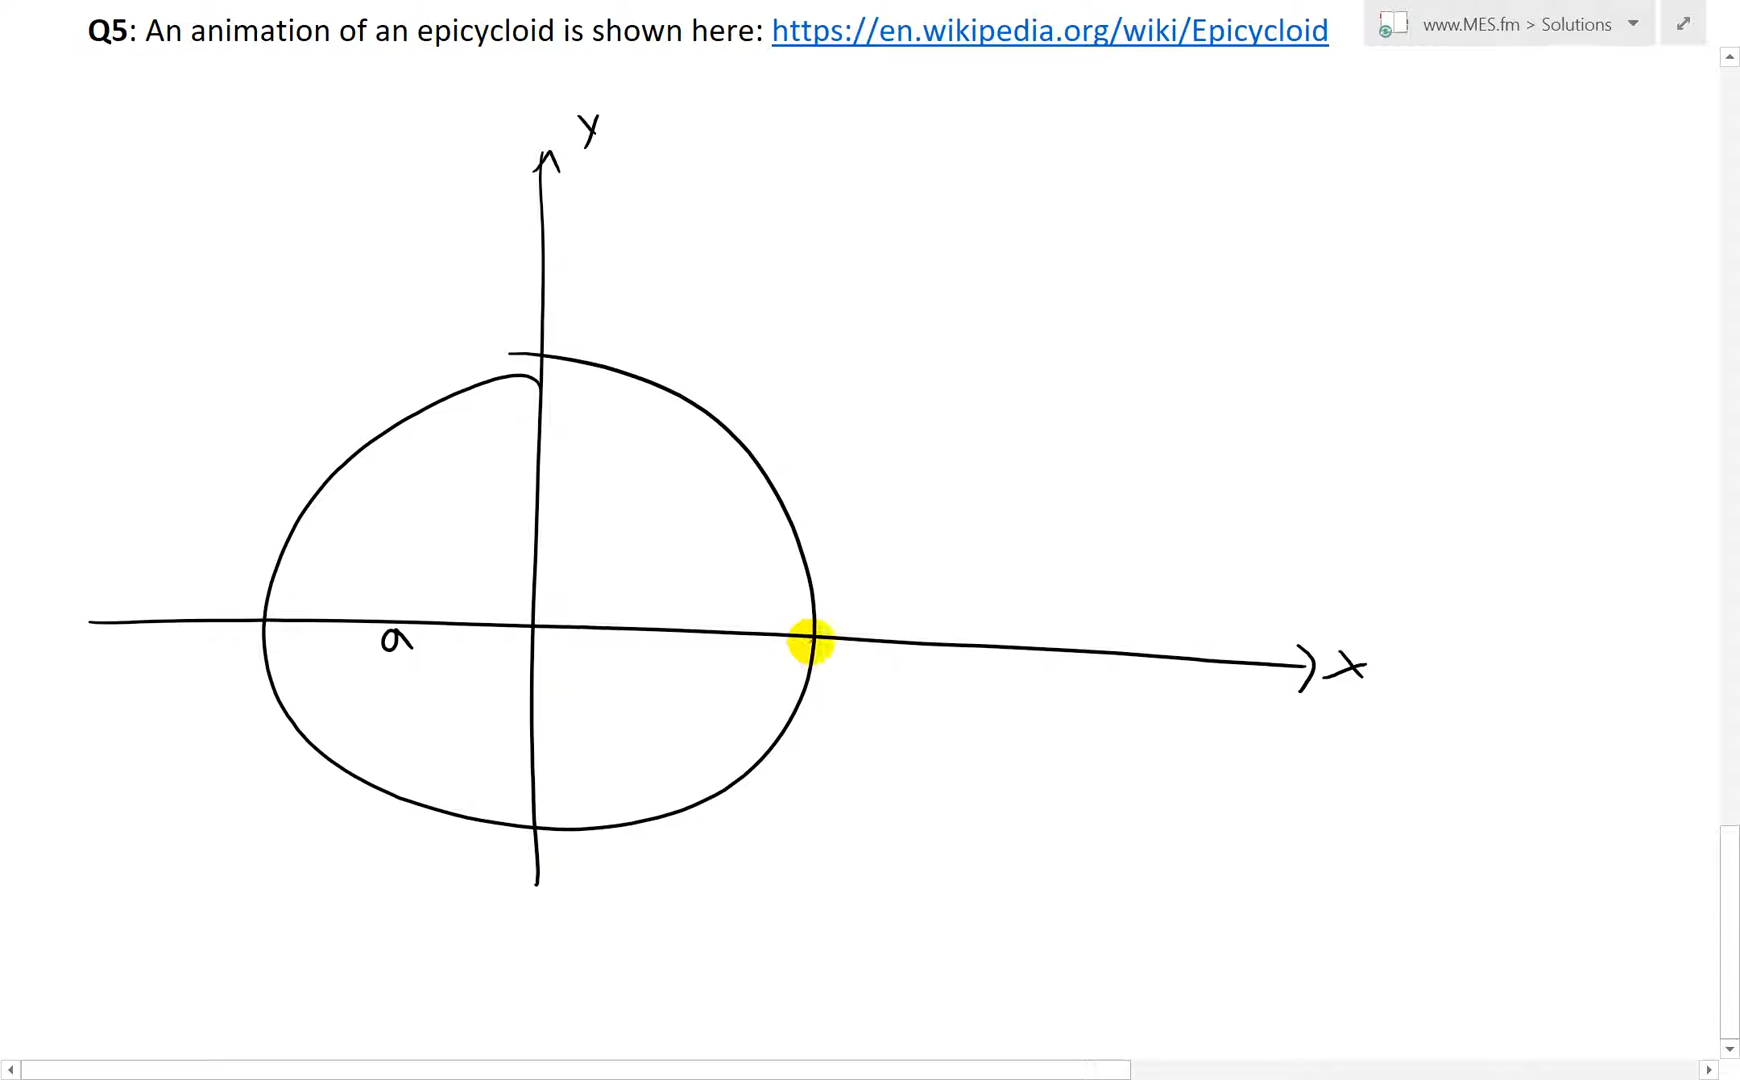 Q5: An animation of an epicycloid is shown here: https://en.wikipedia.org/wiki/Epicycloid
www.MES.fm > Solutions
y
a
x